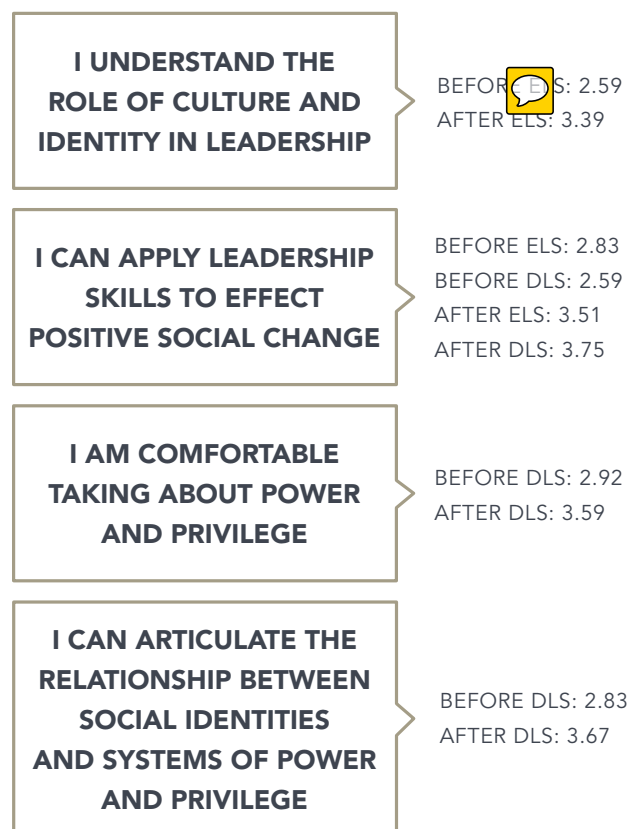 I UNDERSTAND THE
ROLE OF CULTURE AND
IDENTITY IN LEADERSHIP
BEFORE ELS: 2.59
AFTER ELS: 3.39
I CAN APPLY LEADERSHIP
SKILLS TO EFFECT
POSITIVE SOCIAL CHANGE
BEFORE ELS: 2.83
BEFORE DLS: 2.59
AFTER ELS: 3.51
AFTER DLS: 3.75
I AM COMFORTABLE
TAKING ABOUT POWER
AND PRIVILEGE
BEFORE DLS: 2.92
AFTER DLS: 3.59
I CAN ARTICULATE THE
RELATIONSHIP BETWEEN
SOCIAL IDENTITIES
AND SYSTEMS OF POWER
AND PRIVILEGE
BEFORE DLS: 2.83
AFTER DLS: 3.67